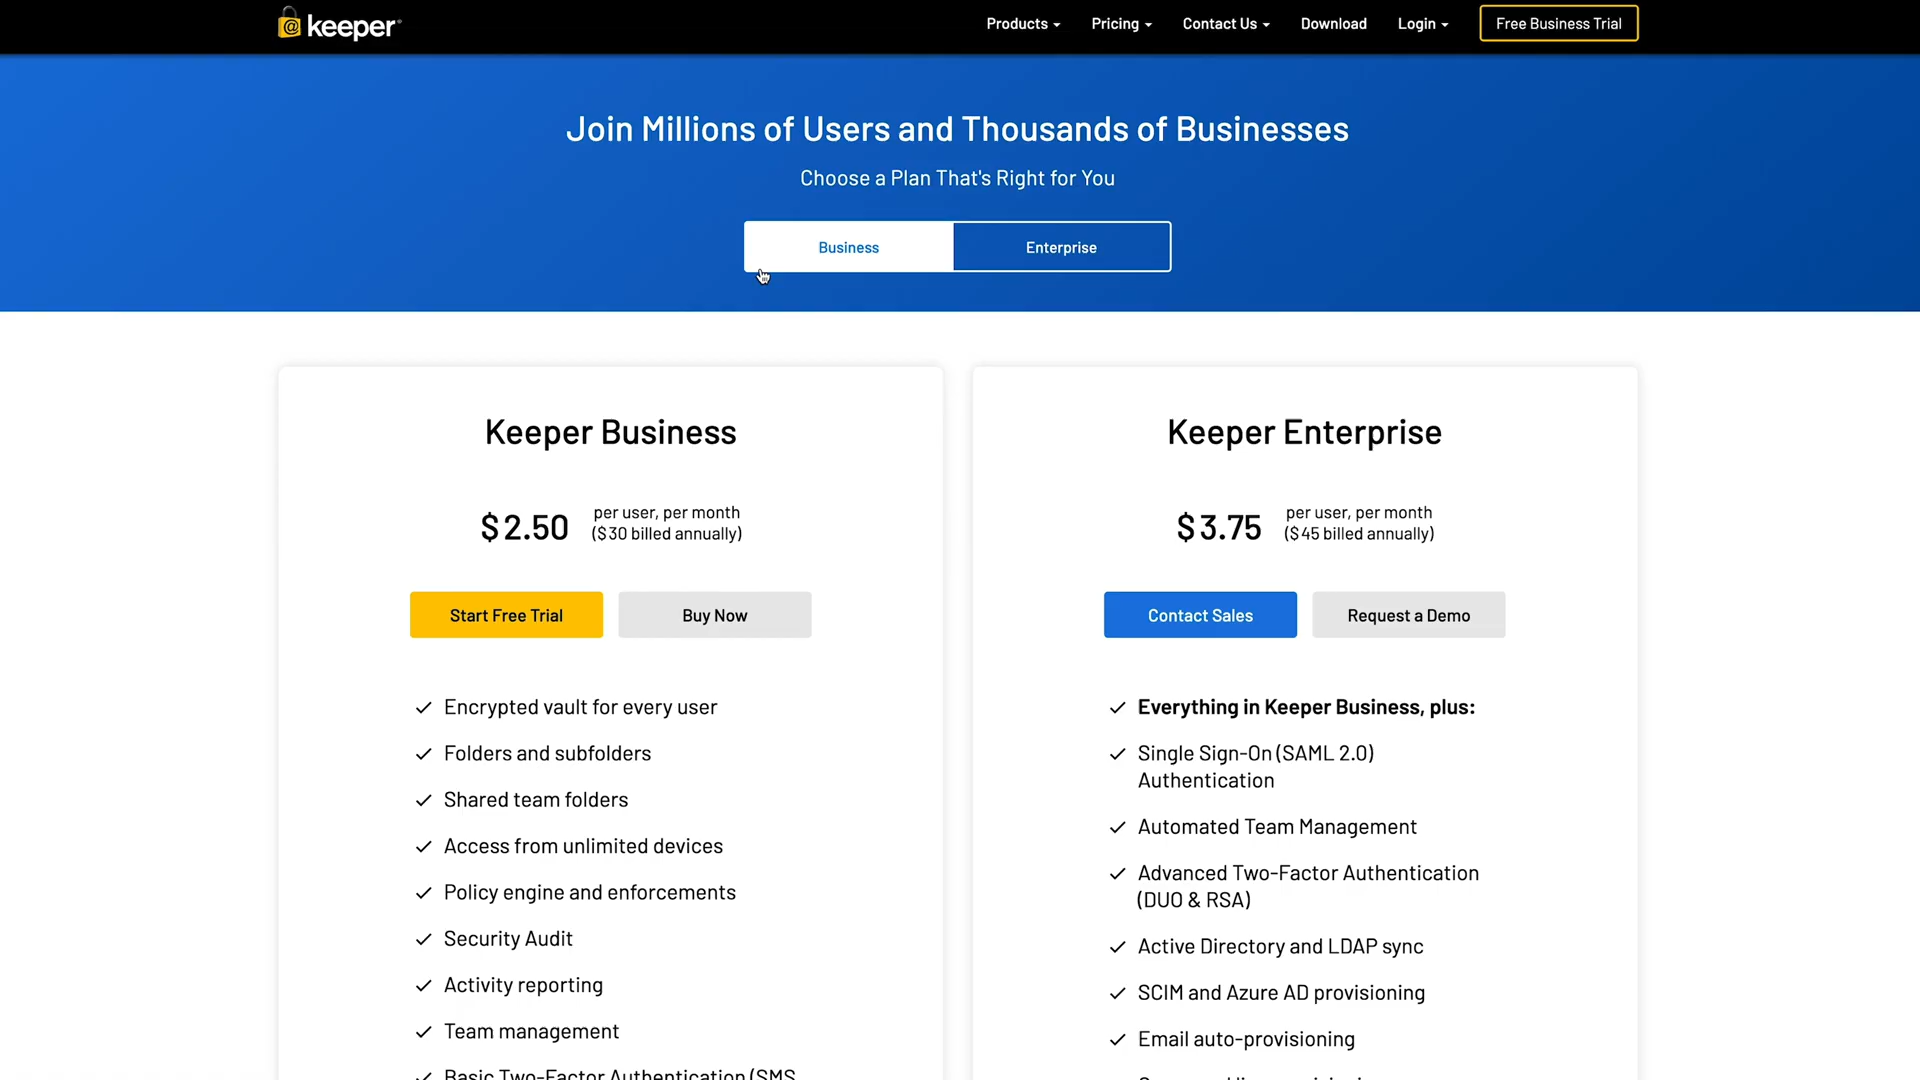 keeper
Products
Pricing
Contact Us
Download
Login
Free Business Trial
Join Millions of Users and Thousands of Businesses
Choose a Plan That's Right for You
Business
Enterprise
Keeper Business
$2.50
per user, per month
($30 billed annually)
Start Free Trial
Buy Now
Encrypted vault for every user
Folders and subfolders
Shared team folders
Access from unlimited devices
Policy engine and enforcements
Security Audit
Activity reporting
Team management
Basic Two-Factor Authentication (SMS,
Keeper Enterprise
$3.75
per user, per month
($45 billed annually)
Contact Sales
Request a Demo
Everything in Keeper Business, plus:
Single Sign-On (SAML 2.0)
Authentication
Automated Team Management
Advanced Two-Factor Authentication
(DUO & RSA)
Active Directory and LDAP sync
SCIM and Azure AD provisioning
Email auto-provisioning